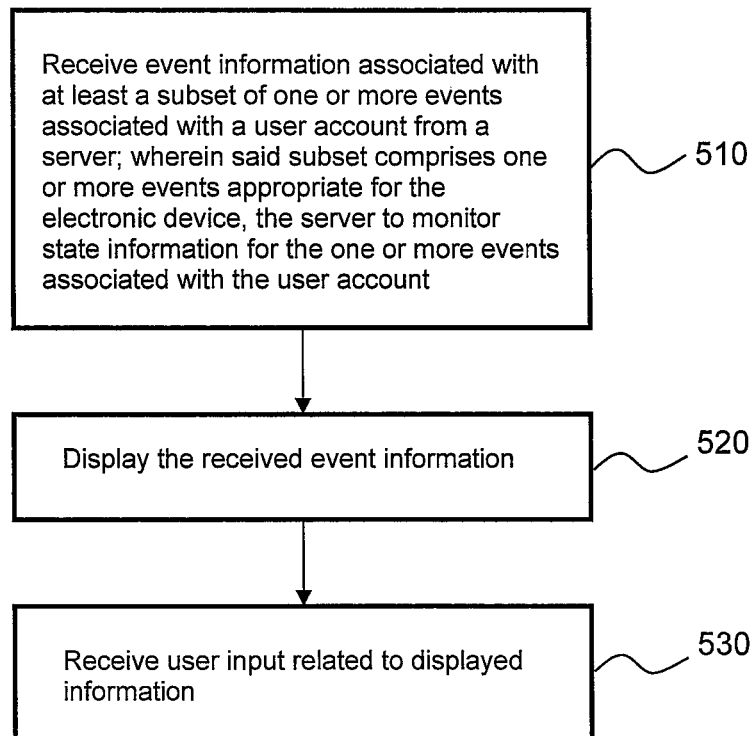 Receive event information associated with
at least a subset of one or more events
associated with a user account from a
server; wherein said subset comprises one
or more events appropriate for the
electronic device, the server to monitor
state information for the one or more events
associated with the user account
510
Display the received event information
520
Receive user input related to displayed
information
530